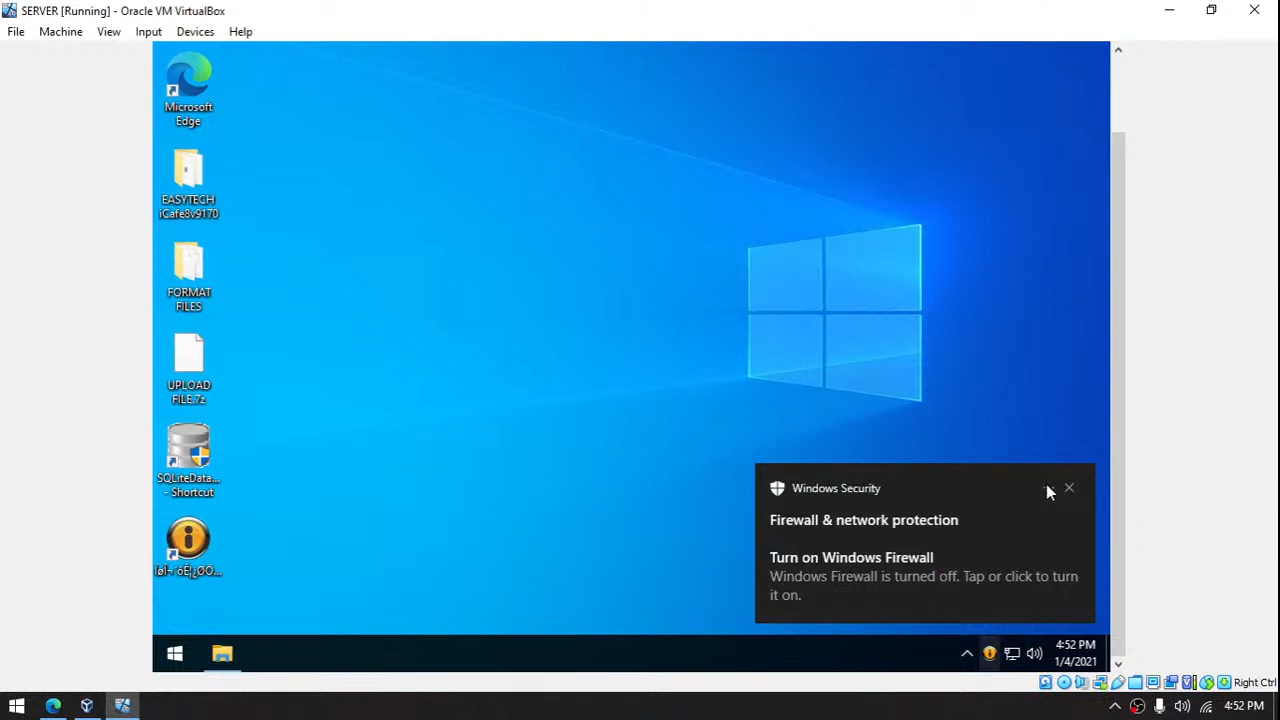 SERVER [Running] - Oracle VM VirtualBox
File Machine View Input Devices Help
Microsoft
Edge
EASYTECH
iCafe8v9170
FORMAT
FILES
UPLOAD
FILE.7z
SQLiteData...
- Shortcut
Windows Security
Firewall & network protection
Turn on Windows Firewall
Windows Firewall is turned off. Tap or click to turn
it on.
4:52 PM
1/4/2021
Right Ctrl
4:52 PM